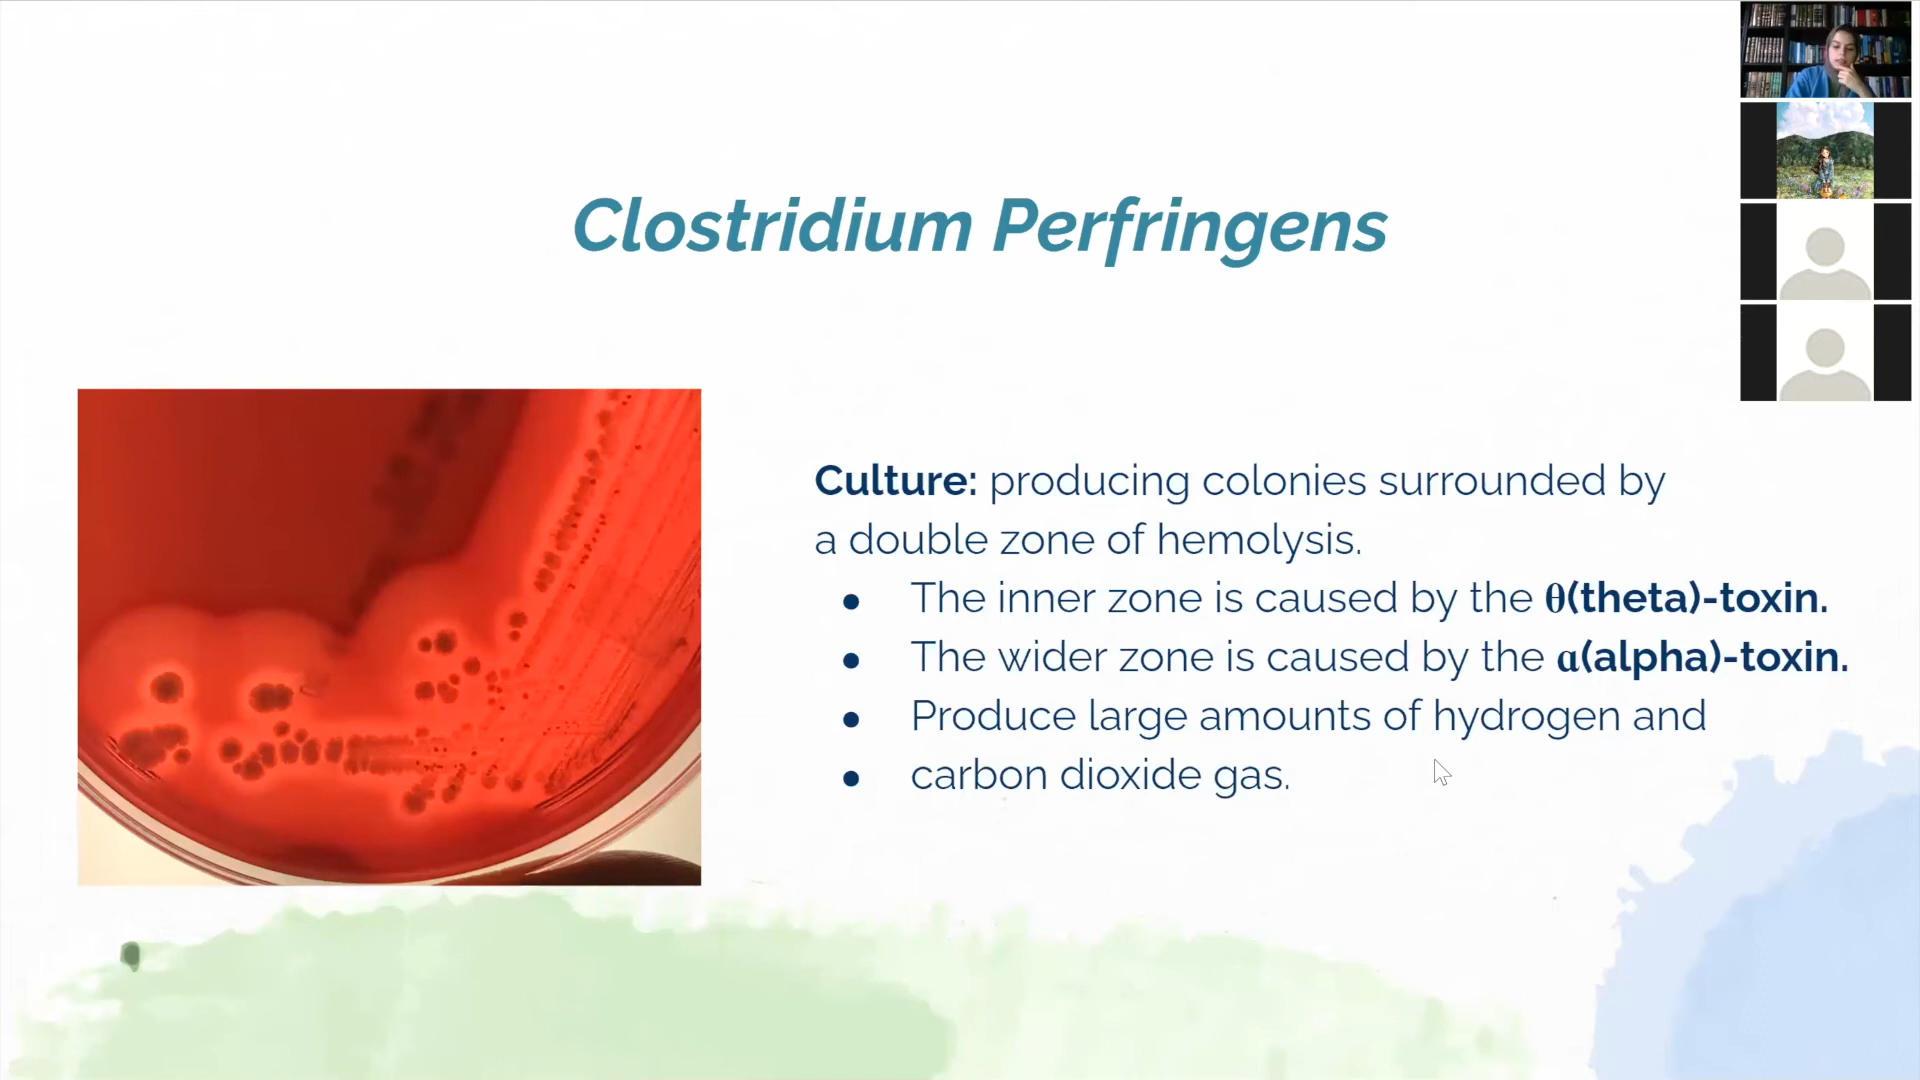 Clostridium Perfringens
Culture: producing colonies surrounded by
a double zone of hemolysis.
● The inner zone is caused by the θ(theta)-toxin.
● The wider zone is caused by the α(alpha)-toxin.
● Produce large amounts of hydrogen and
● carbon dioxide gas.